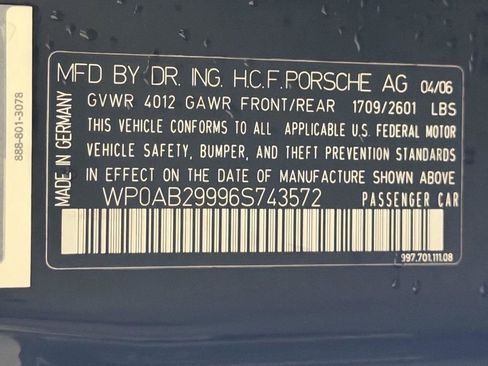 MFD BY DR. ING. H.C.F. PORSCHE AG 04/06
GVWR 4012 GAWR FRONT/REAR 1709/2601 LBS
THIS VEHICLE CONFORMS TO ALL APPLICABLE U.S. FEDERAL MOTOR
VEHICLE SAFETY, BUMPER, AND THEFT PREVENTION STANDARDS IN
EFFECT ON THE DATE OF MANUFACTURE SHOWN ABOVE.
WP0AB29996S743572 PASSENGER CAR
997.701.111.08
MADE IN GERMANY
888-801-3078